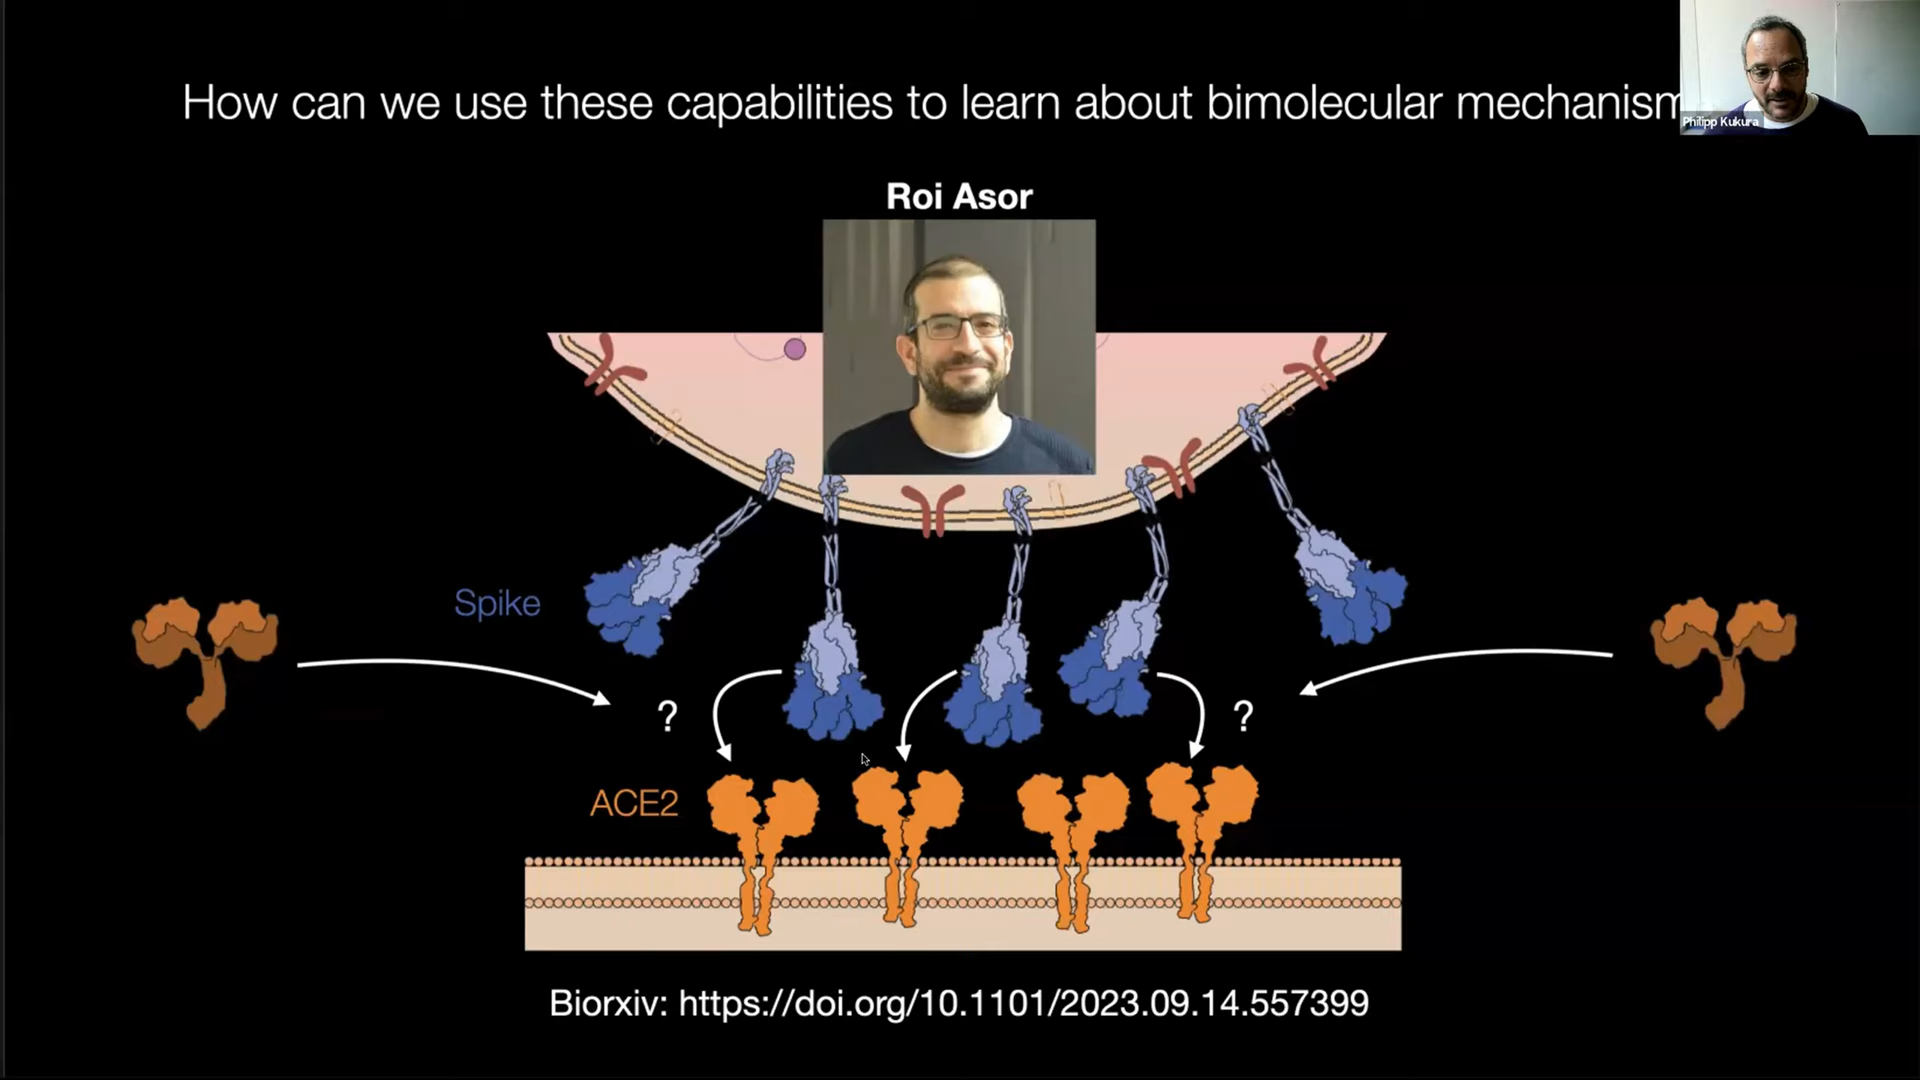 How can we use these capabilities to learn about bimolecular mechanism
Philipp Kukura
Roi Asor
Spike
?
?
ACE2
Biorxiv: https://doi.org/10.1101/2023.09.14.557399